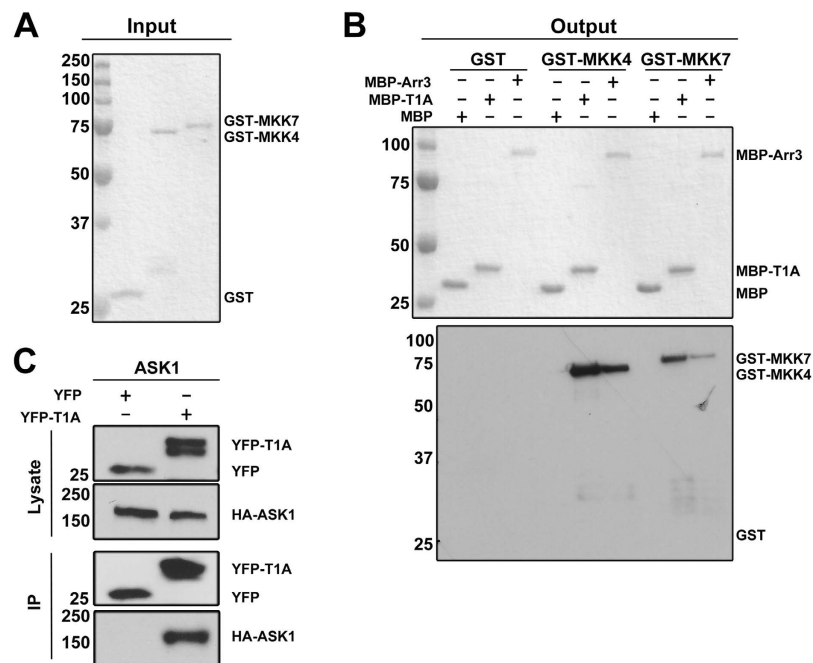 A
Input
250
150
100
75
50
37
25
GST-MKK7
GST-MKK4
GST
B
Output
GST GST-MKK4 GST-MKK7
MBP-Arr3 – – + – – + – – +
MBP-T1A – + – – + – – + –
MBP + – – + – – + – –
100
75
50
25
MBP-Arr3
MBP-T1A
MBP
100
75
50
37
25
GST-MKK7
GST-MKK4
GST
C
ASK1
YFP + –
YFP-T1A – +
Lysate
25
YFP-T1A
YFP
250
150
HA-ASK1
IP
25
YFP-T1A
YFP
250
150
HA-ASK1